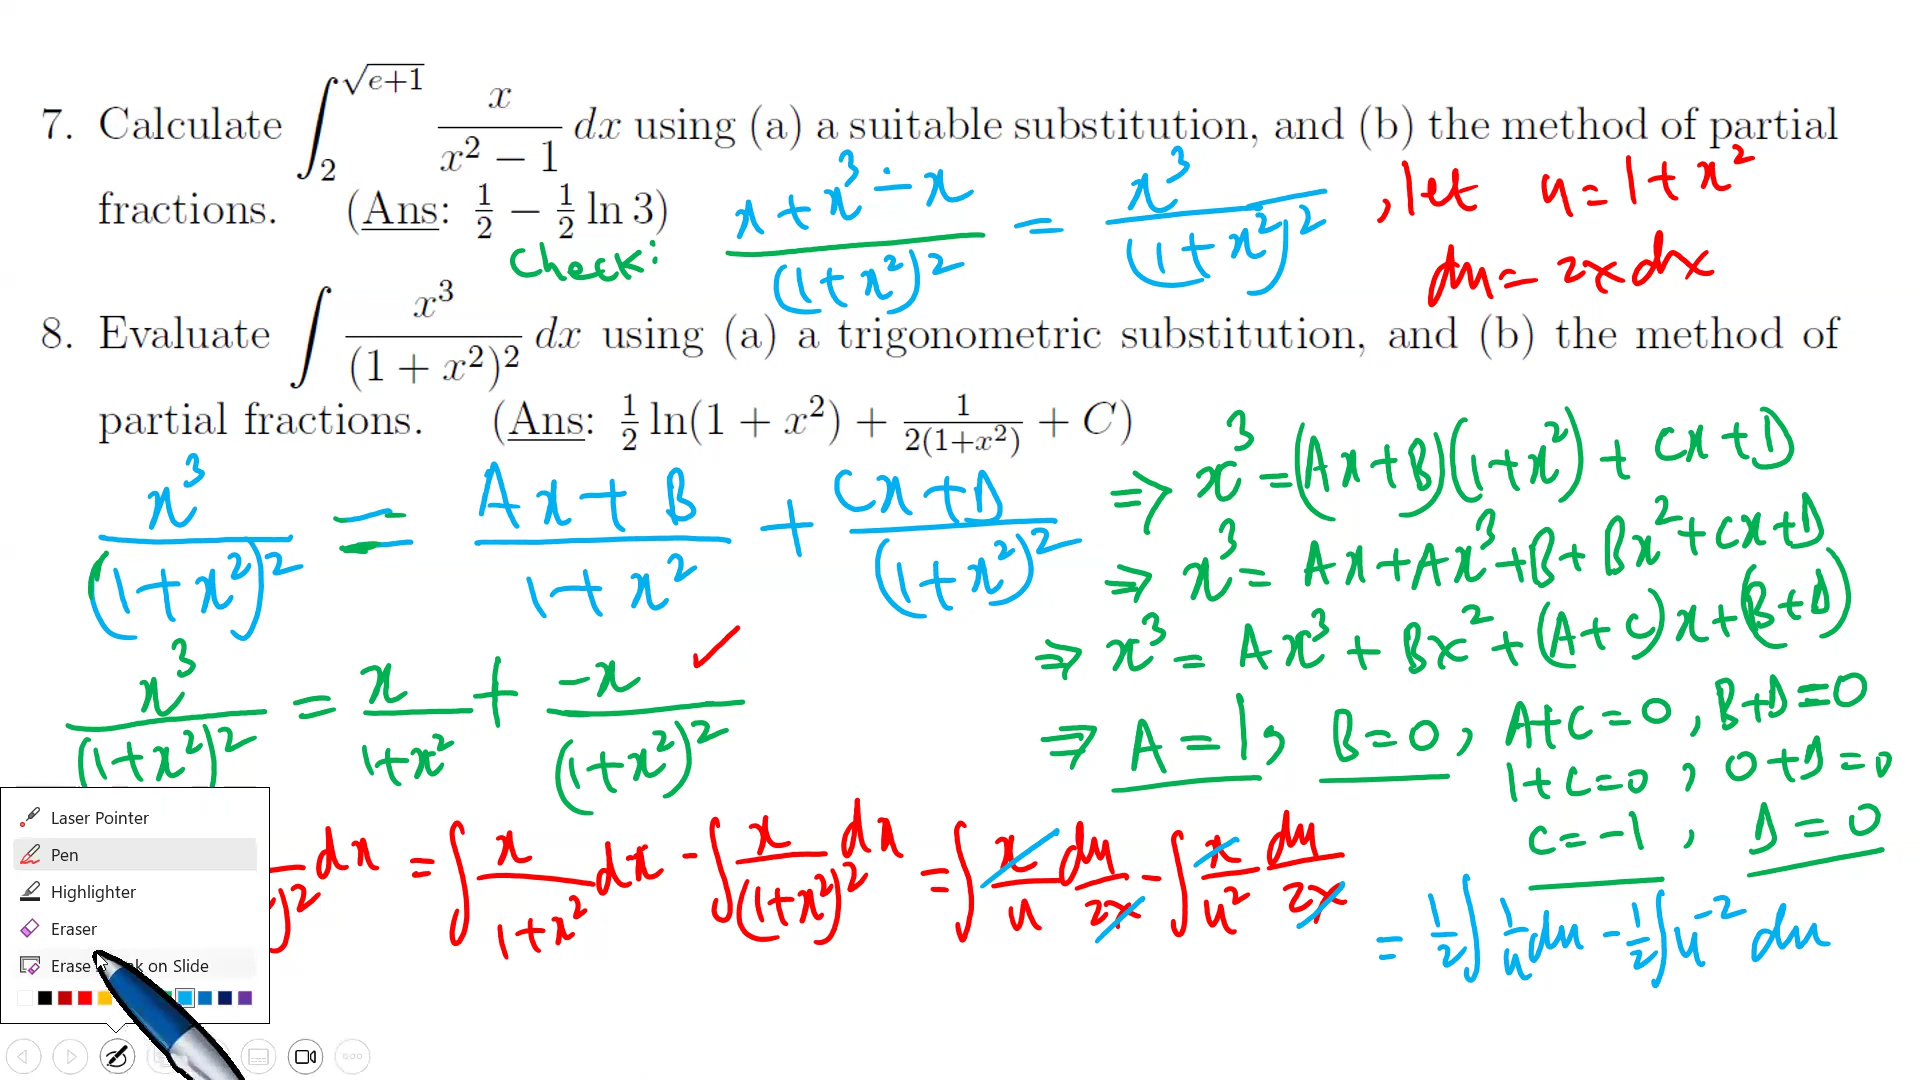 7. Calculate ∫_2^{√(e+1)} x/(x² − 1) dx using (a) a suitable substitution, and (b) the method of partial
fractions. (Ans: 1/2 − 1/2 ln 3)
Check: (x + x³ − x)/(1+x²)² = x³/(1+x²)² , let u = 1+x²
du = 2x dx
8. Evaluate ∫ x³/(1 + x²)² dx using (a) a trigonometric substitution, and (b) the method of
partial fractions. (Ans: 1/2 ln(1 + x²) + 1/(2(1+x²)) + C)
x³/(1+x²)² = (Ax+B)/(1+x²) + (Cx+D)/(1+x²)²
⇒ x³ = (Ax+B)(1+x²) + Cx+D
⇒ x³ = Ax+Ax³+B+Bx²+Cx+D
⇒ x³ = Ax³ + Bx² + (A+C)x+(B+D)
x³/(1+x²)² = x/(1+x²) + −x/(1+x²)² ✓
⇒ A = 1, B=0, A+C=0, B+D=0
1+C=0, 0+D=0
C=−1, D=0
)² dx = ∫ x/(1+x²) dx − ∫ x/(1+x²)² dx = ∫ x/u du/2x − ∫ x/u² du/2x
= 1/2 ∫ 1/u du − 1/2 ∫ u⁻² du
Laser Pointer
Pen
Highlighter
Eraser
Erase on Slide